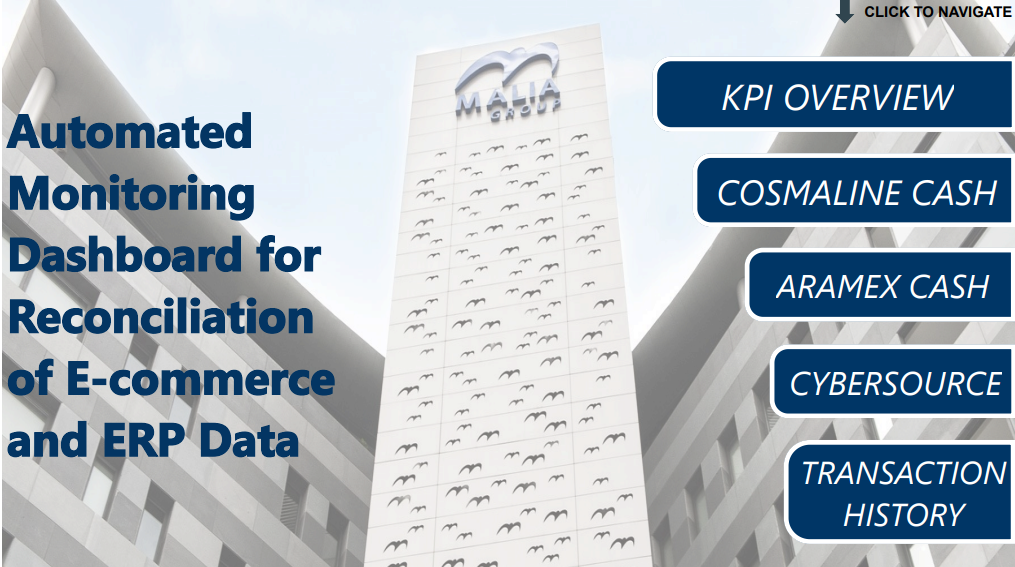 CLICK TO NAVIGATE
MALIA
GROUP
Automated
Monitoring
Dashboard for
Reconciliation
of E-commerce
and ERP Data
KPI OVERVIEW
COSMALINE CASH
ARAMEX CASH
CYBERSOURCE
TRANSACTION
HISTORY